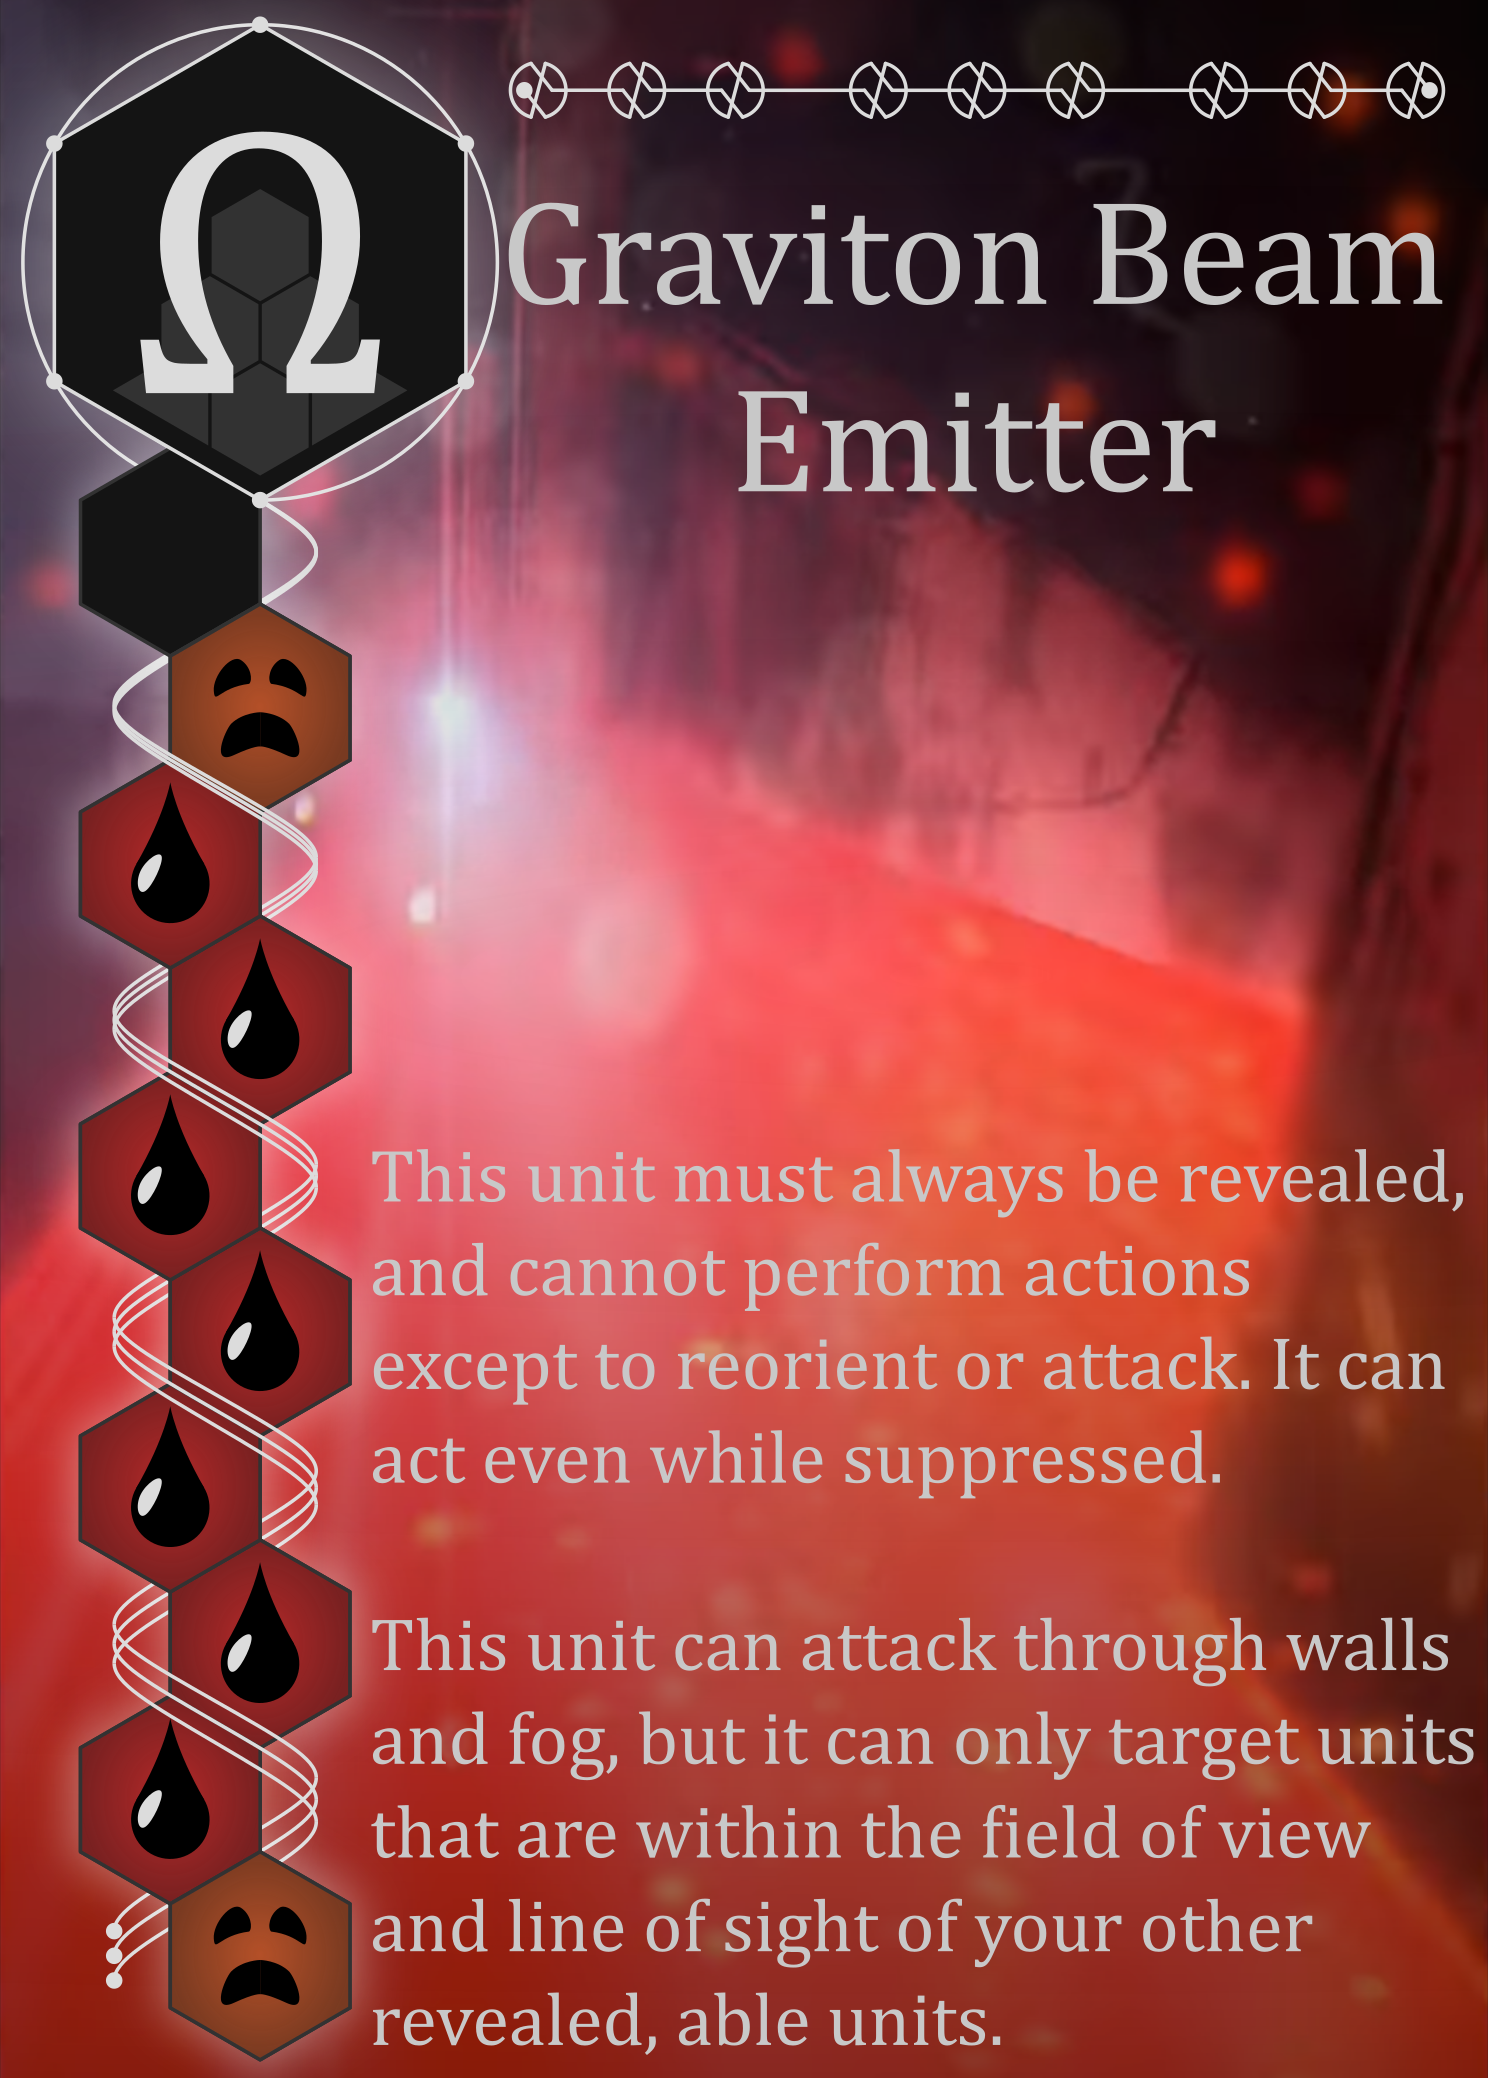 Ω
Graviton Beam
Emitter
This unit must always be revealed,
and cannot perform actions
except to reorient or attack. It can
act even while suppressed.
This unit can attack through walls
and fog, but it can only target units
that are within the field of view
and line of sight of your other
revealed, able units.